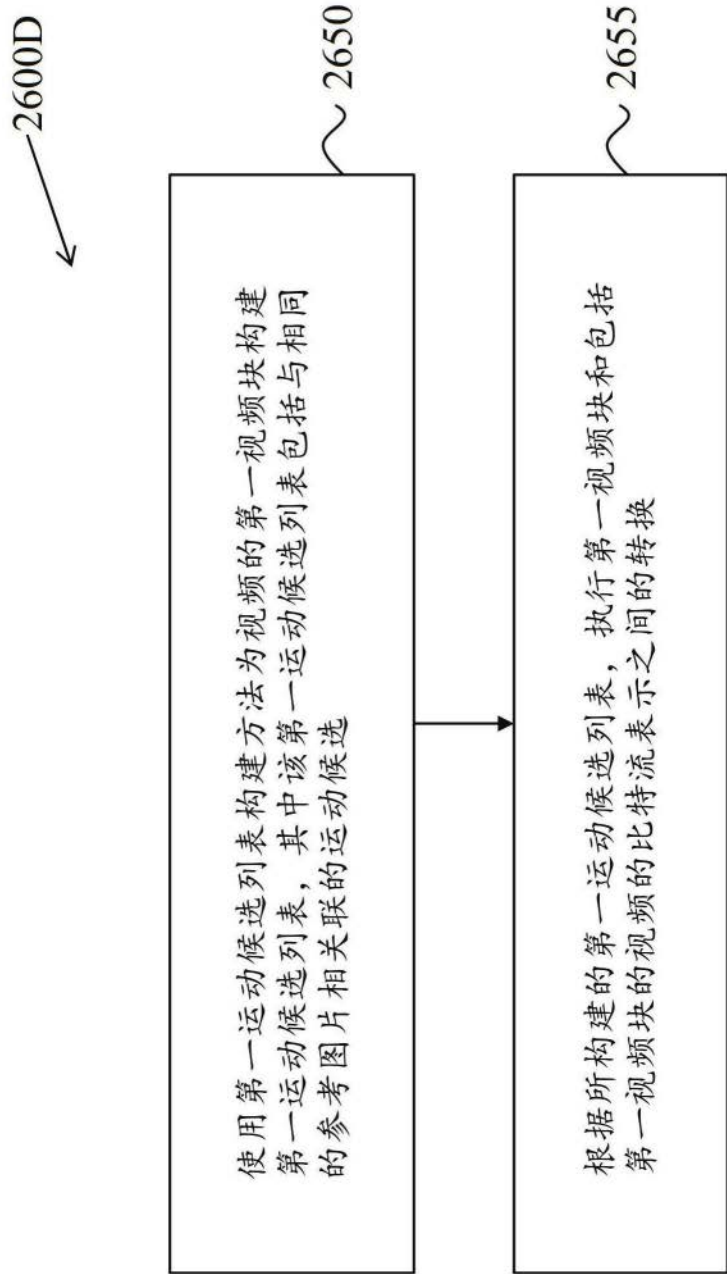 2600D
使用第一运动候选列表构建方法为视频的第一视频块构建
第一运动候选列表，其中该第一运动候选列表包括与相同
的参考图片相关联的运动候选
2650
根据所构建的第一运动候选列表，执行第一视频块和包括
第一视频块的视频的比特流表示之间的转换
2655